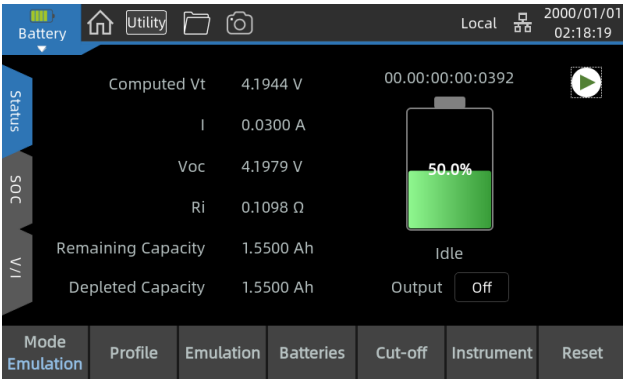 Battery
Utility
Local
2000/01/01
02:18:19
Status
SOC
V/I
Computed Vt 4.1944 V
I 0.0300 A
Voc 4.1979 V
Ri 0.1098 Ω
Remaining Capacity 1.5500 Ah
Depleted Capacity 1.5500 Ah
00.00:00:00:0392
50.0%
Idle
Output Off
Mode
Emulation
Profile
Emulation
Batteries
Cut-off
Instrument
Reset